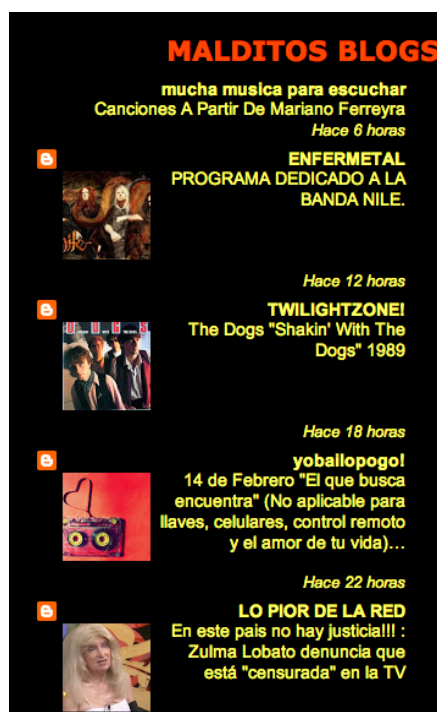 MALDITOS BLOGS
mucha musica para escuchar
Canciones A Partir De Mariano Ferreyra
Hace 6 horas
ENFERMETAL
PROGRAMA DEDICADO A LA
BANDA NILE.
Hace 12 horas
TWILIGHTZONE!
The Dogs "Shakin' With The
Dogs" 1989
Hace 18 horas
yobailopogo!
14 de Febrero "El que busca
encuentra" (No aplicable para
llaves, celulares, control remoto
y el amor de tu vida)...
Hace 22 horas
LO PIOR DE LA RED
En este pais no hay justicia!!! :
Zulma Lobato denuncia que
está "censurada" en la TV